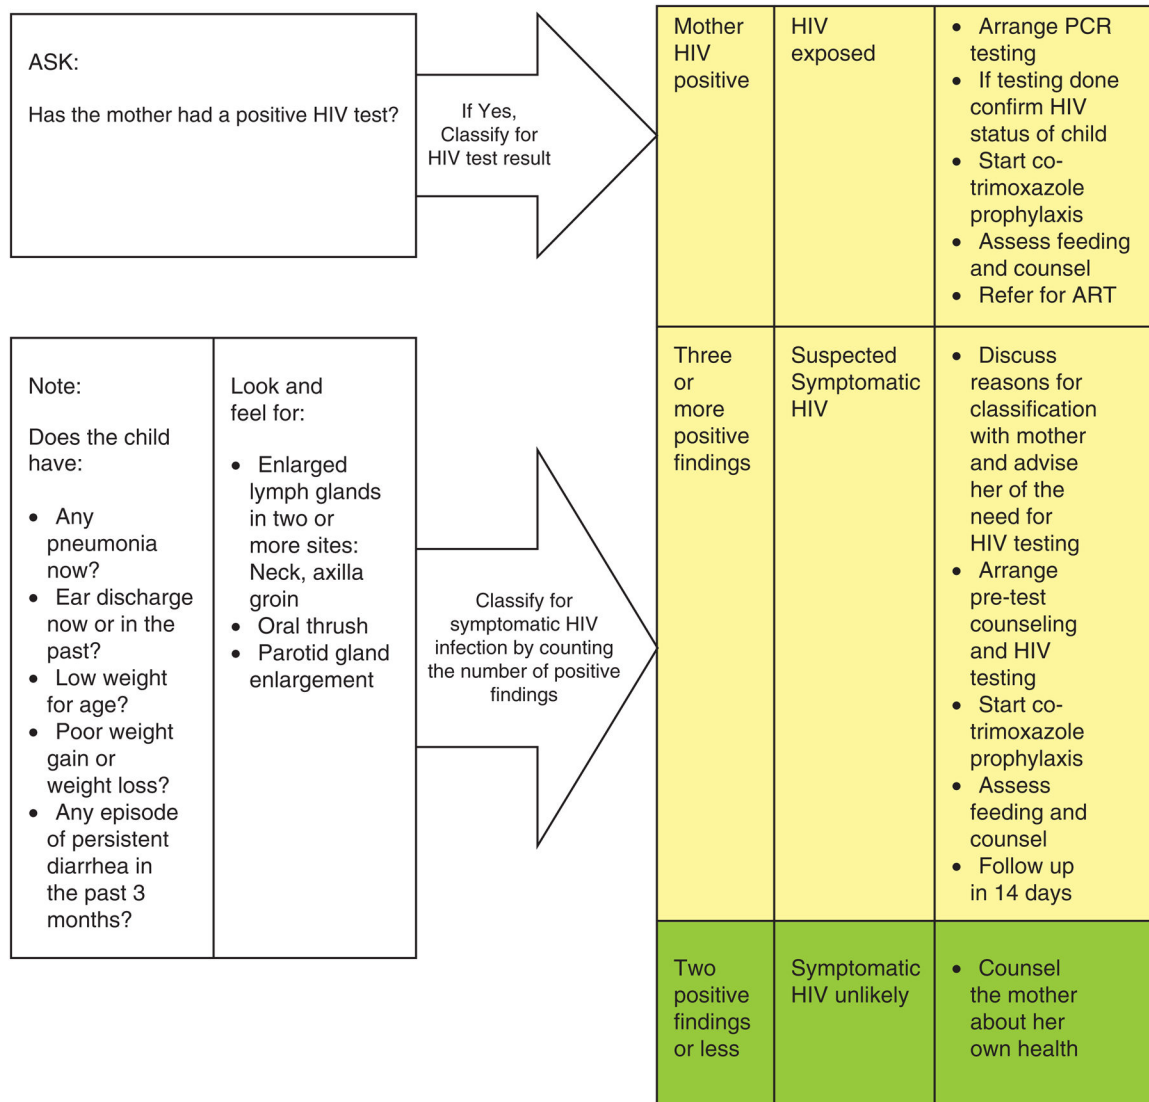 ASK:
Has the mother had a positive HIV test?
If Yes,
Classify for
HIV test result
Mother
HIV
positive
HIV
exposed
• Arrange PCR
testing
• If testing done
confirm HIV
status of child
• Start co-
trimoxazole
prophylaxis
• Assess feeding
and counsel
• Refer for ART
Note:
Does the child
have:
• Any
pneumonia
now?
• Ear discharge
now or in the
past?
• Low weight
for age?
• Poor weight
gain or
weight loss?
• Any episode
of persistent
diarrhea in
the past 3
months?
Look and
feel for:
• Enlarged
lymph glands
in two or
more sites:
Neck, axilla
groin
• Oral thrush
• Parotid gland
enlargement
Classify for
symptomatic HIV
infection by counting
the number of positive
findings
Three
or
more
positive
findings
Suspected
Symptomatic
HIV
• Discuss
reasons for
classification
with mother
and advise
her of the
need for
HIV testing
• Arrange
pre-test
counseling
and HIV
testing
• Start co-
trimoxazole
prophylaxis
• Assess
feeding and
counsel
• Follow up
in 14 days
Two
positive
findings
or less
Symptomatic
HIV unlikely
• Counsel
the mother
about her
own health